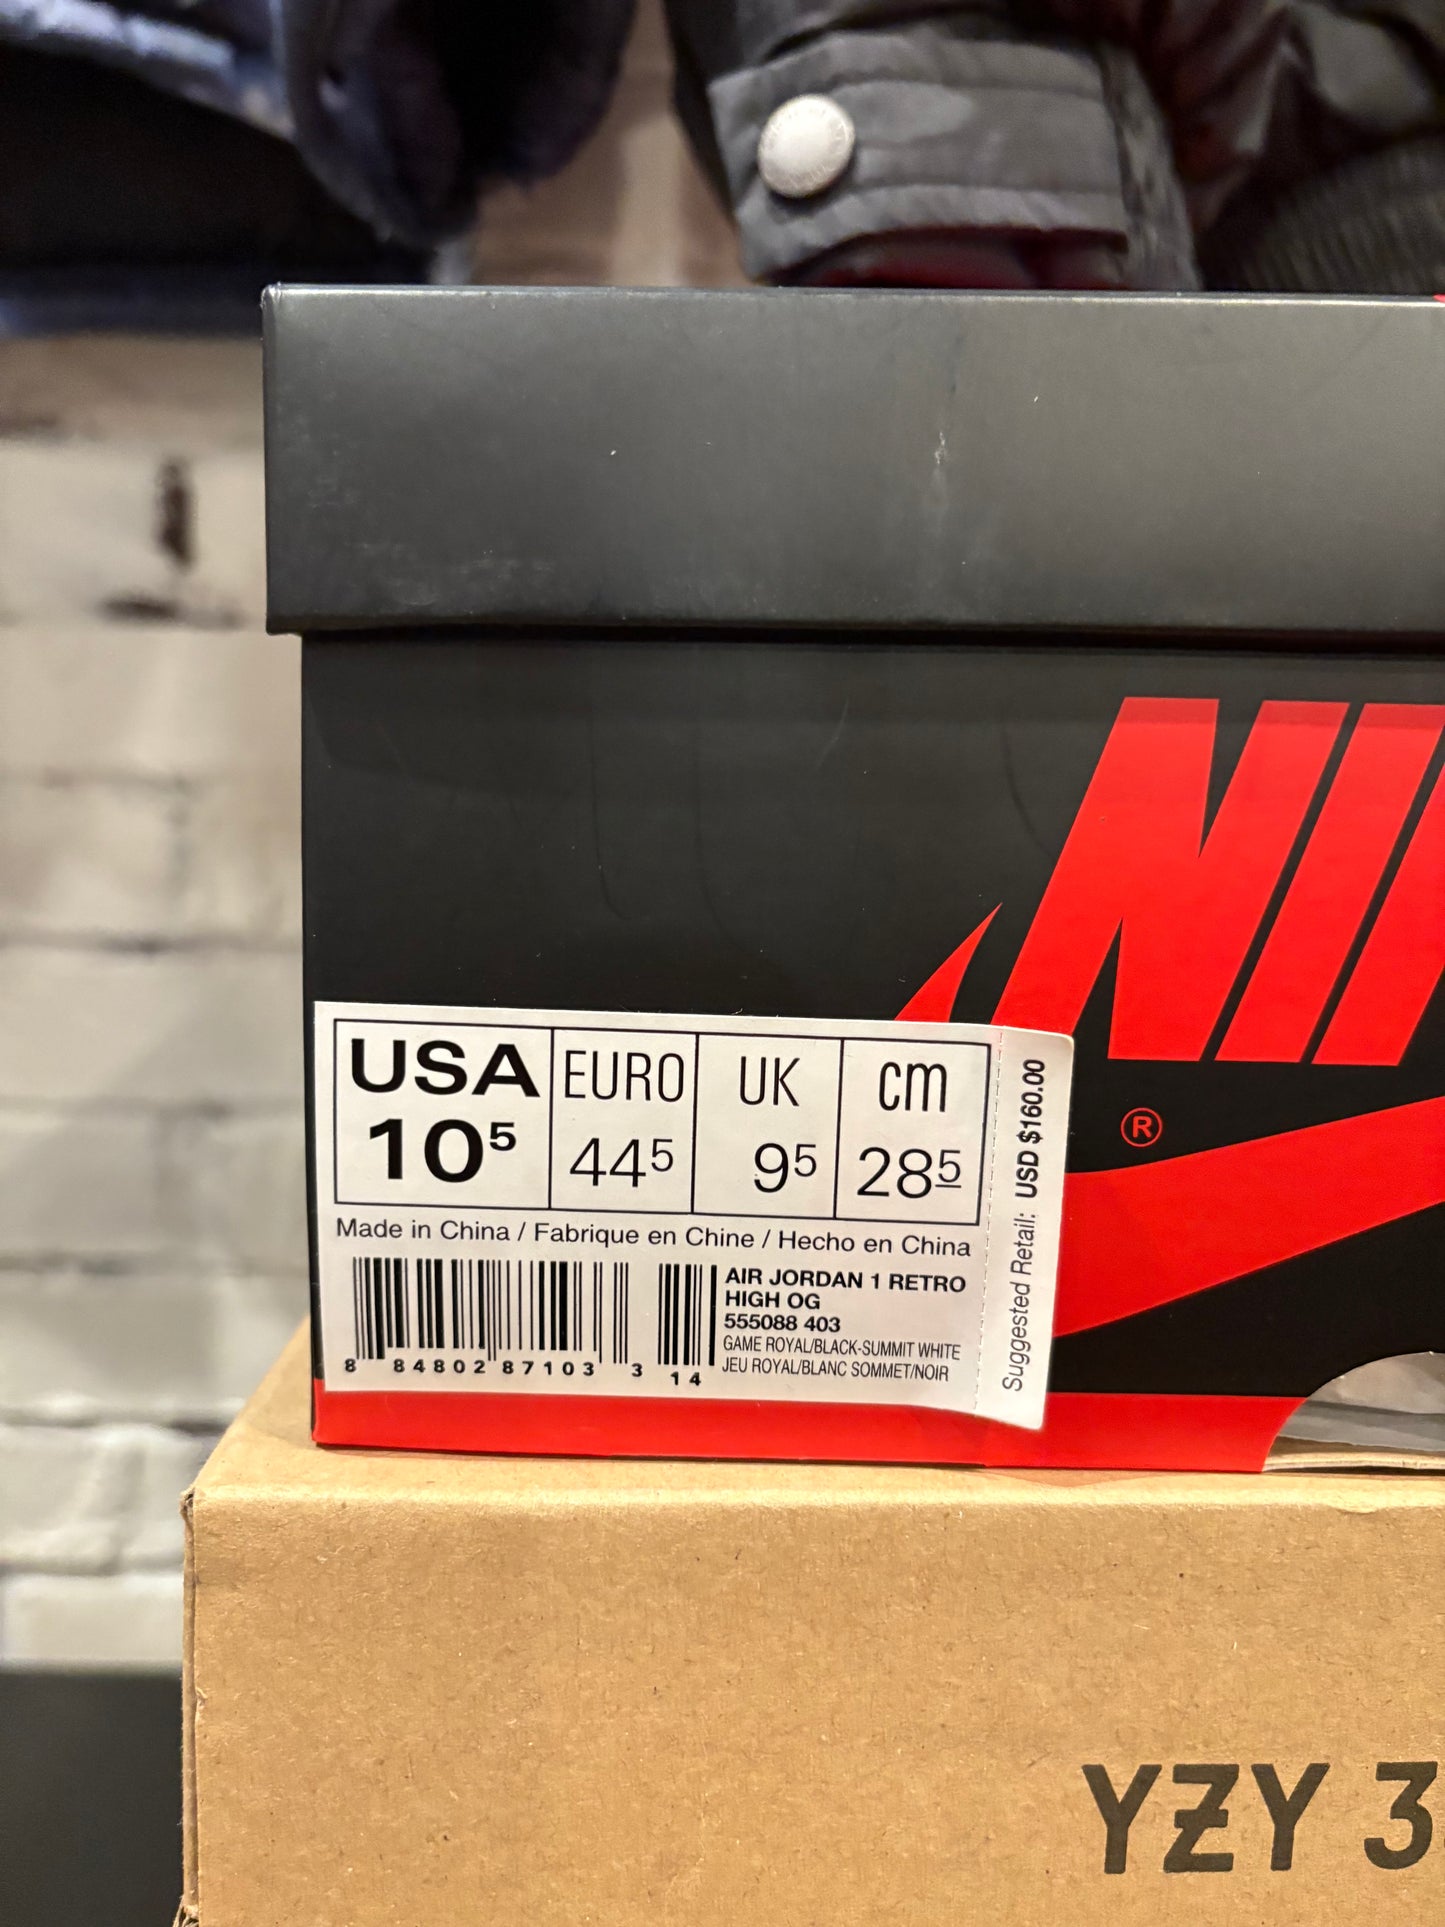 NI
®
USA EURO UK cm
10⁵ 44⁵ 9⁵ 28⁵
Made in China / Fabrique en Chine / Hecho en China
AIR JORDAN 1 RETRO
HIGH OG
555088 403
GAME ROYAL/BLACK-SUMMIT WHITE
JEU ROYAL/BLANC SOMMET/NOIR
8 84802 87103 3 14
Suggested Retail: USD $160.00
YZY 3